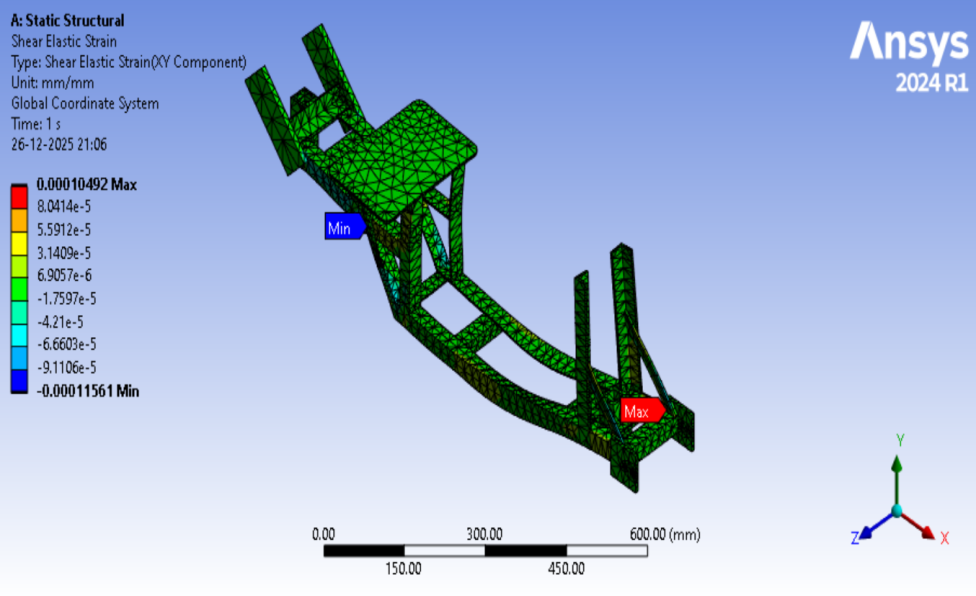 A: Static Structural
Shear Elastic Strain
Type: Shear Elastic Strain(XY Component)
Unit: mm/mm
Global Coordinate System
Time: 1 s
26-12-2025 21:06
Ansys
2024 R1
0.00010492 Max
8.0414e-5
5.5912e-5
3.1409e-5
6.9057e-6
-1.7597e-5
-4.21e-5
-6.6603e-5
-9.1106e-5
-0.00011561 Min
Min
Max
Y
Z
X
0.00
300.00
600.00 (mm)
150.00
450.00